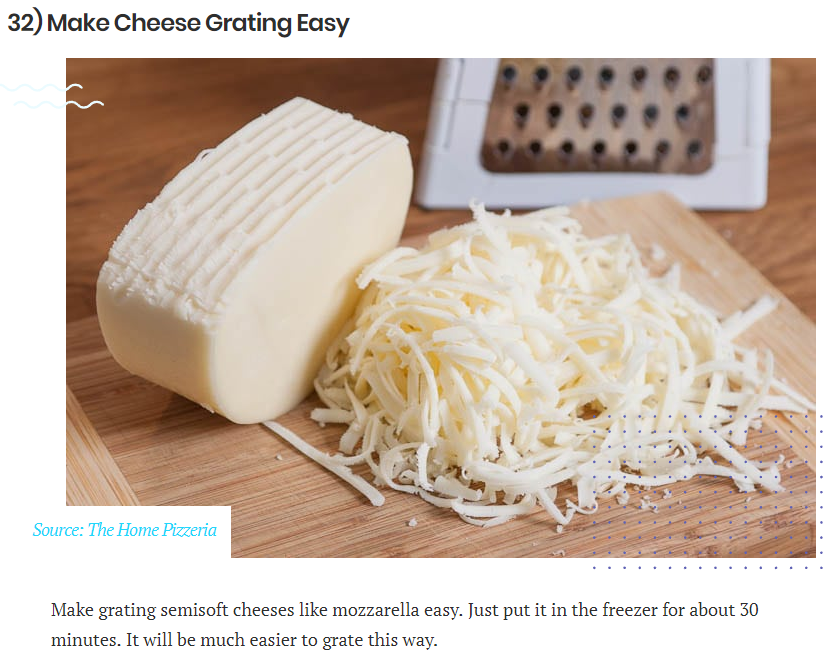 32) Make Cheese Grating Easy
Source: The Home Pizzeria
Make grating semisoft cheeses like mozzarella easy. Just put it in the freezer for about 30
minutes. It will be much easier to grate this way.